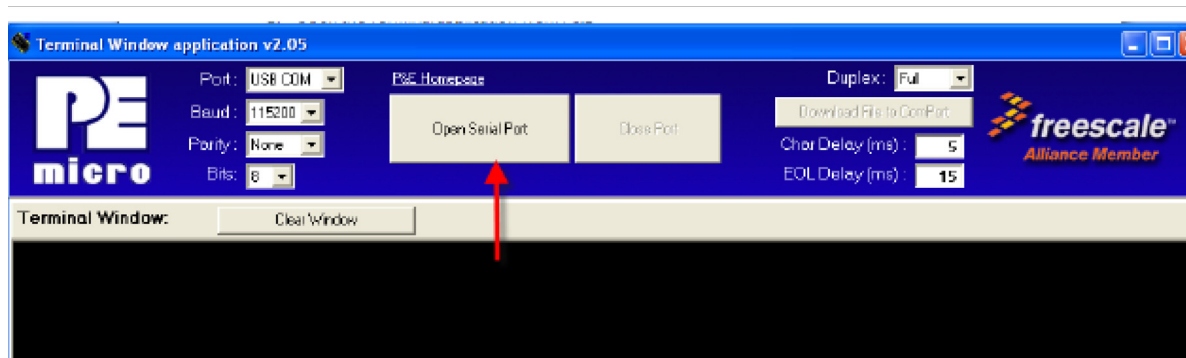 Terminal Window application v2.05
PE
micro
Port: USB COM
Baud: 115200
Parity: None
Bits: 8
P&E Homepage
Open Serial Port
Close Port
Duplex: Full
Download File to ComPort
Char Delay (ms): 5
EOL Delay (ms): 15
freescale™
Alliance Member
Terminal Window:
Clear Window